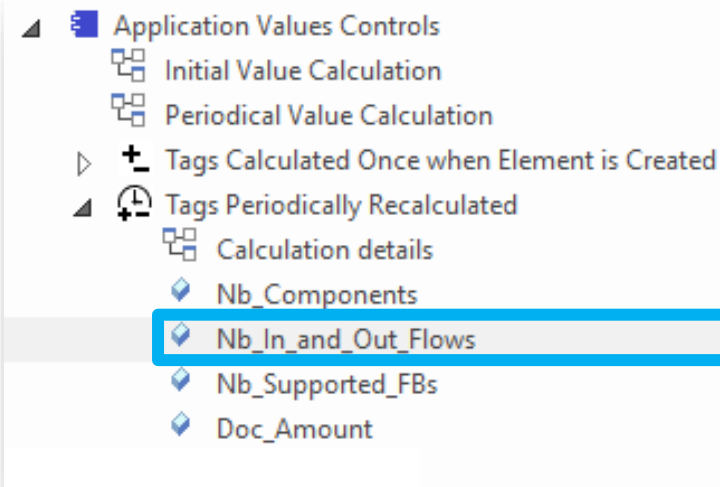 Application Values Controls
Initial Value Calculation
Periodical Value Calculation
Tags Calculated Once when Element is Created
Tags Periodically Recalculated
Calculation details
Nb_Components
Nb_In_and_Out_Flows
Nb_Supported_FBs
Doc_Amount